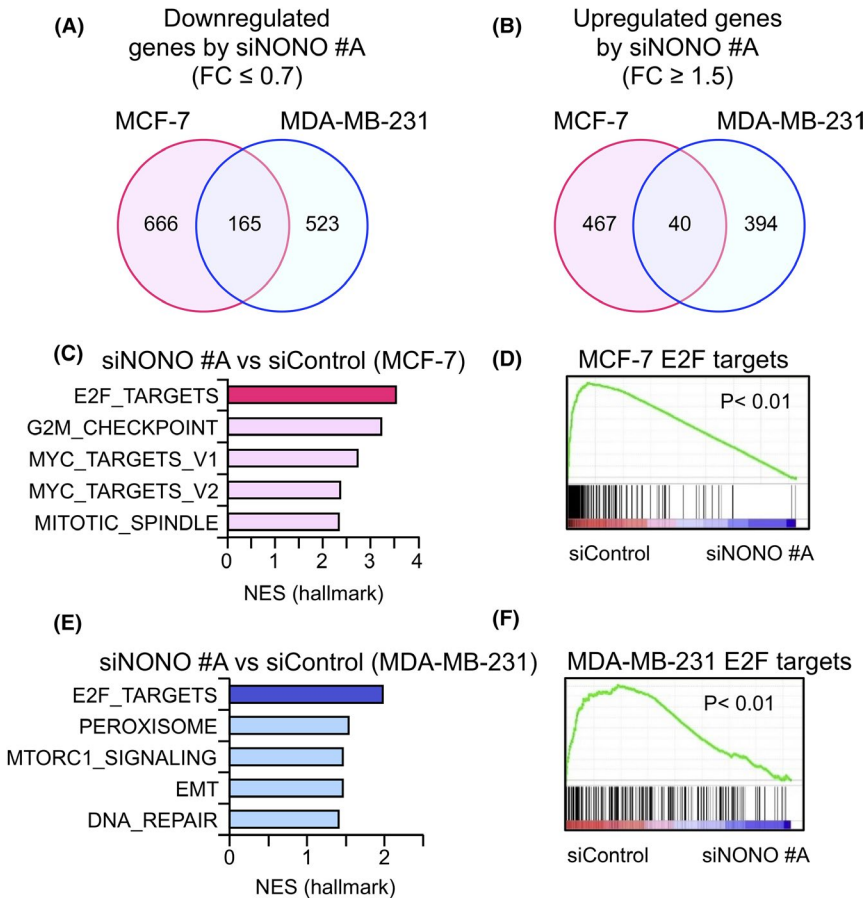 (A)
Downregulated
genes by siNONO #A
(FC ≤ 0.7)
MCF-7 MDA-MB-231
666 165 523
(B)
Upregulated genes
by siNONO #A
(FC ≥ 1.5)
MCF-7 MDA-MB-231
467 40 394
(C)
siNONO #A vs siControl (MCF-7)
E2F_TARGETS
G2M_CHECKPOINT
MYC_TARGETS_V1
MYC_TARGETS_V2
MITOTIC_SPINDLE
0 1 2 3 4
NES (hallmark)
(D)
MCF-7 E2F targets
P< 0.01
siControl siNONO #A
(E)
siNONO #A vs siControl (MDA-MB-231)
E2F_TARGETS
PEROXISOME
MTORC1_SIGNALING
EMT
DNA_REPAIR
0 1 2
NES (hallmark)
(F)
MDA-MB-231 E2F targets
P< 0.01
siControl siNONO #A